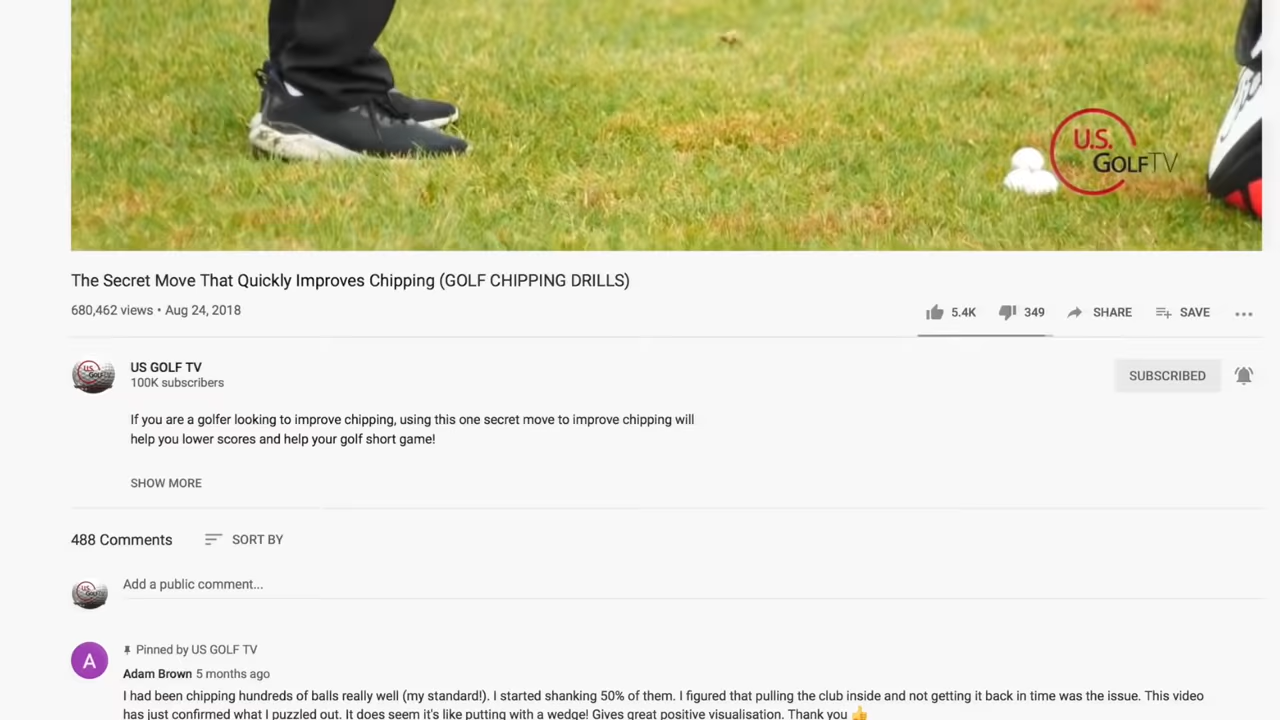 U.S.
GOLFTV
The Secret Move That Quickly Improves Chipping (GOLF CHIPPING DRILLS)
680,462 views • Aug 24, 2018
5.4K 349 SHARE SAVE
US GOLF TV
100K subscribers
SUBSCRIBED
If you are a golfer looking to improve chipping, using this one secret move to improve chipping will
help you lower scores and help your golf short game!
SHOW MORE
488 Comments SORT BY
Add a public comment...
A
Pinned by US GOLF TV
Adam Brown 5 months ago
I had been chipping hundreds of balls really well (my standard!). I started shanking 50% of them. I figured that pulling the club inside and not getting it back in time was the issue. This video
has just confirmed what I puzzled out. It does seem it's like putting with a wedge! Gives great positive visualisation. Thank you 👍